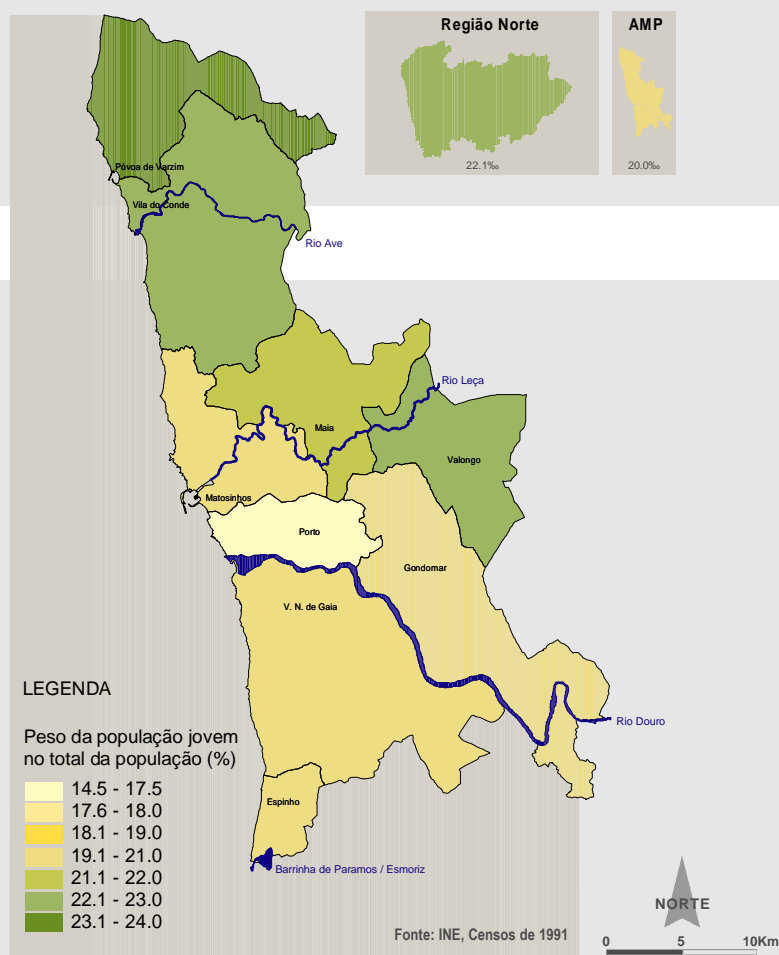 Região Norte
AMP
22.1‰
20.0‰
Póvoa de Varzim
Vila do Conde
Rio Ave
Rio Leça
Maia
Valongo
Matosinhos
Porto
Gondomar
V. N. de Gaia
Rio Douro
Espinho
Barrinha de Paramos / Esmoriz
LEGENDA
Peso da população jovem
no total da população (%)
14.5 - 17.5
17.6 - 18.0
18.1 - 19.0
19.1 - 21.0
21.1 - 22.0
22.1 - 23.0
23.1 - 24.0
Fonte: INE, Censos de 1991
NORTE
0 5 10Km